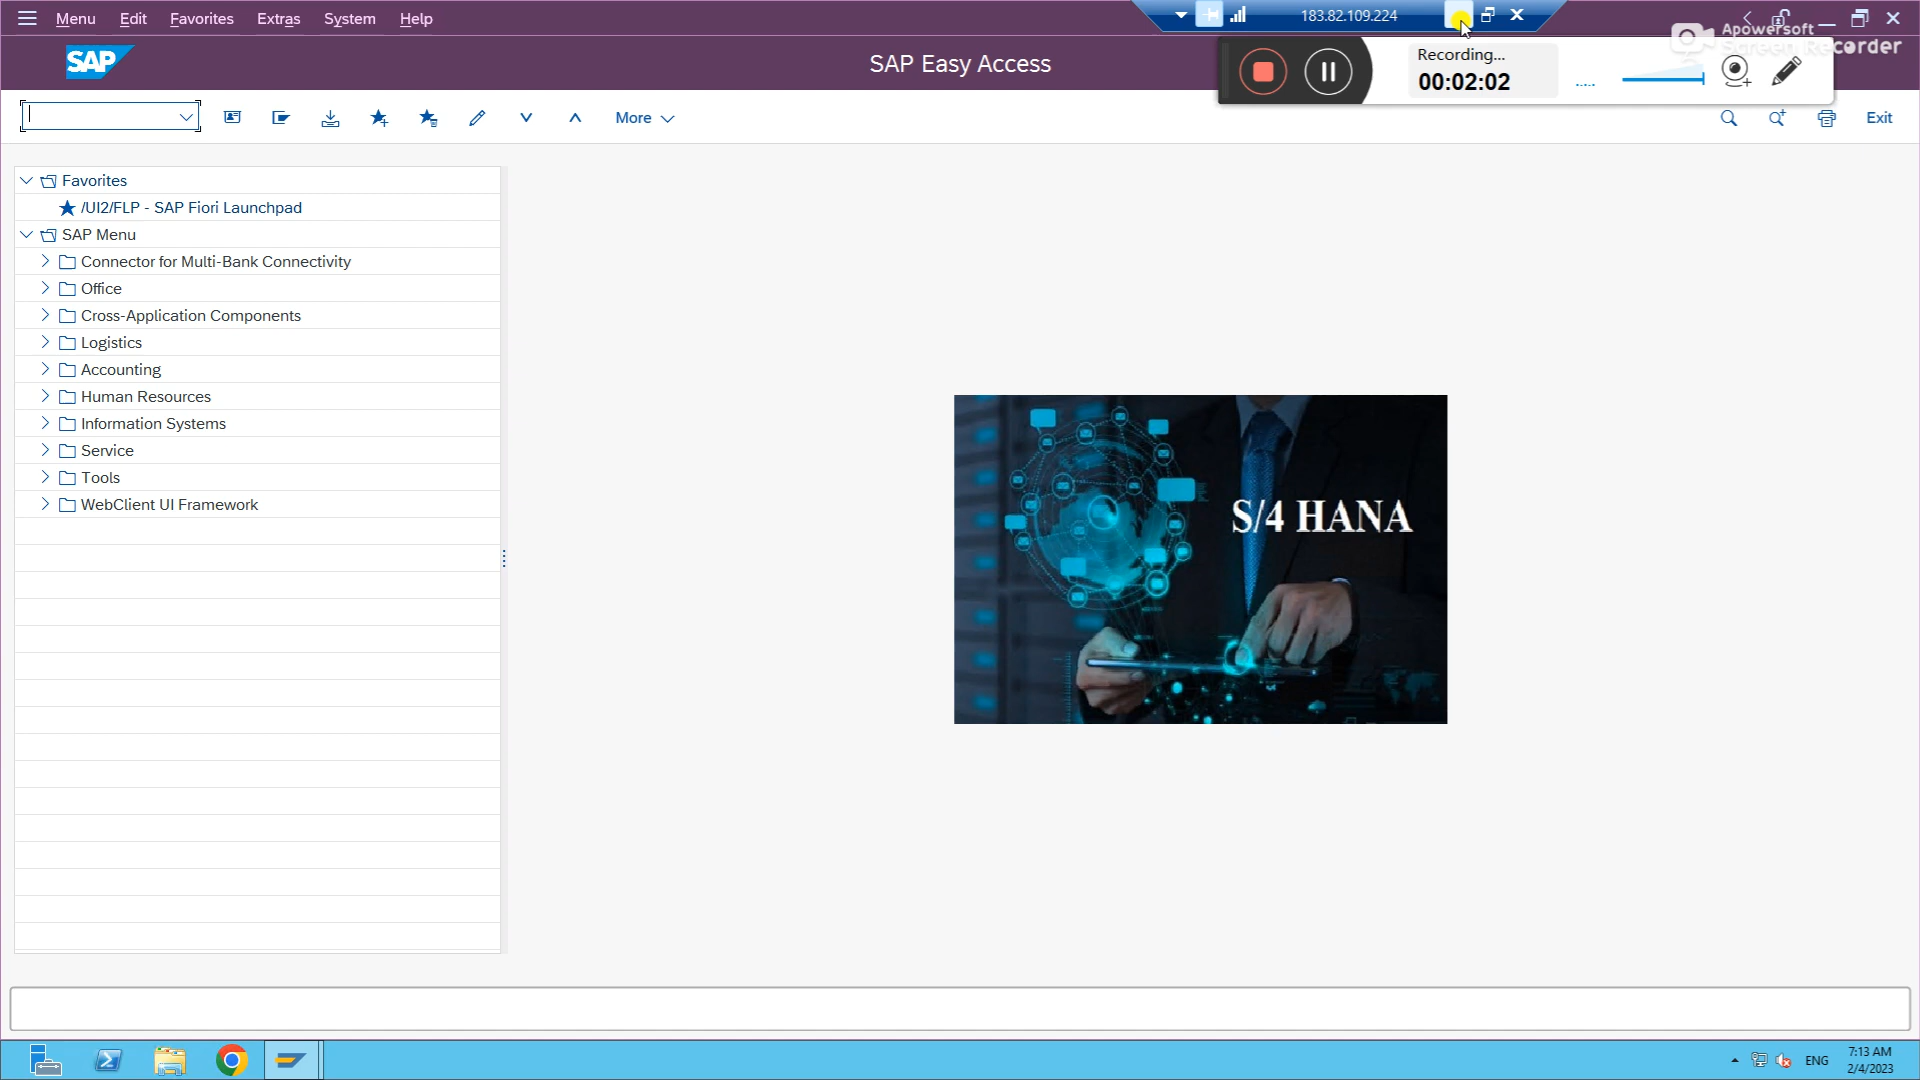 Menu Edit Favorites Extras System Help
183.82.109.224
Apowersoft
Screen Recorder
SAP
SAP Easy Access
Recording...
00:02:02
More
Exit
Favorites
/UI2/FLP - SAP Fiori Launchpad
SAP Menu
Connector for Multi-Bank Connectivity
Office
Cross-Application Components
Logistics
Accounting
Human Resources
Information Systems
Service
Tools
WebClient UI Framework
S/4 HANA
ENG
7:13 AM
2/4/2023